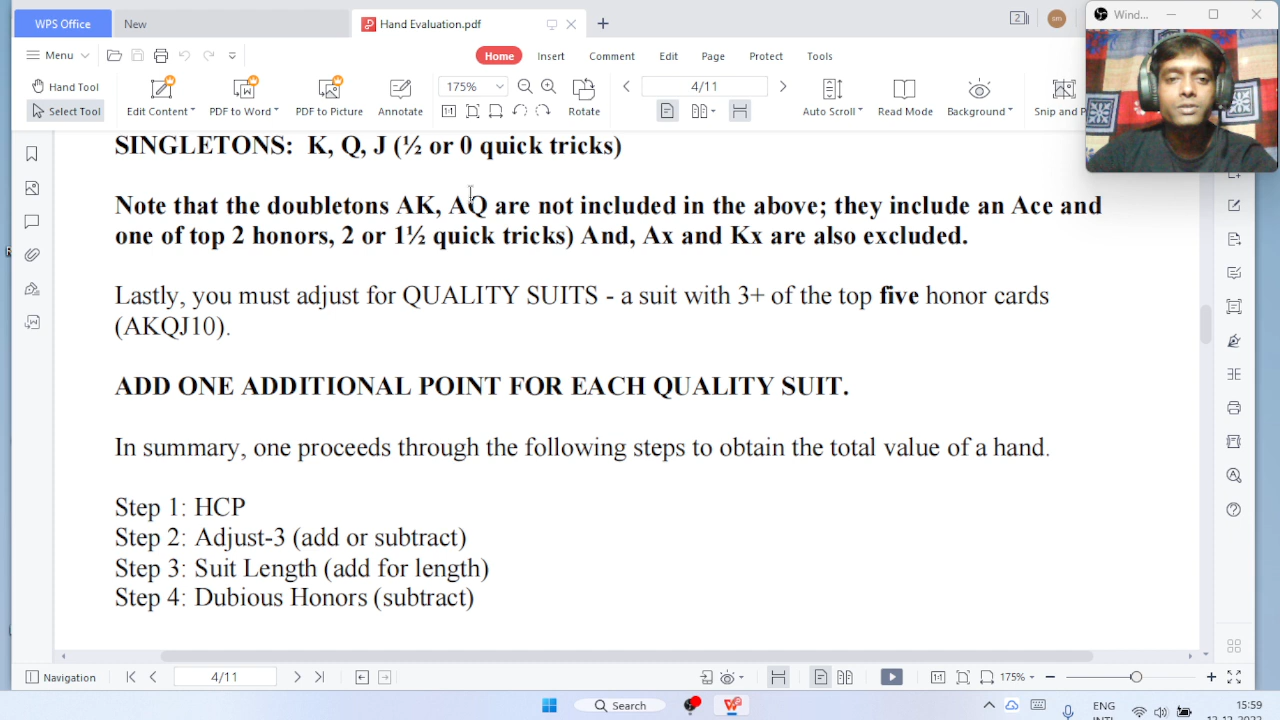 WPS Office
New
Hand Evaluation.pdf
2
sm
Wind...
Menu
Home
Insert
Comment
Edit
Page
Protect
Tools
Hand Tool
Select Tool
Edit Content
PDF to Word
PDF to Picture
Annotate
175%
Rotate
4/11
Auto Scroll
Read Mode
Background
Snip and P
SINGLETONS: K, Q, J (½ or 0 quick tricks)
Note that the doubletons AK, AQ are not included in the above; they include an Ace and
one of top 2 honors, 2 or 1½ quick tricks) And, Ax and Kx are also excluded.
Lastly, you must adjust for QUALITY SUITS - a suit with 3+ of the top five honor cards
(AKQJ10).
ADD ONE ADDITIONAL POINT FOR EACH QUALITY SUIT.
In summary, one proceeds through the following steps to obtain the total value of a hand.
Step 1: HCP
Step 2: Adjust-3 (add or subtract)
Step 3: Suit Length (add for length)
Step 4: Dubious Honors (subtract)
Navigation
4/11
175%
Search
ENG
15:59